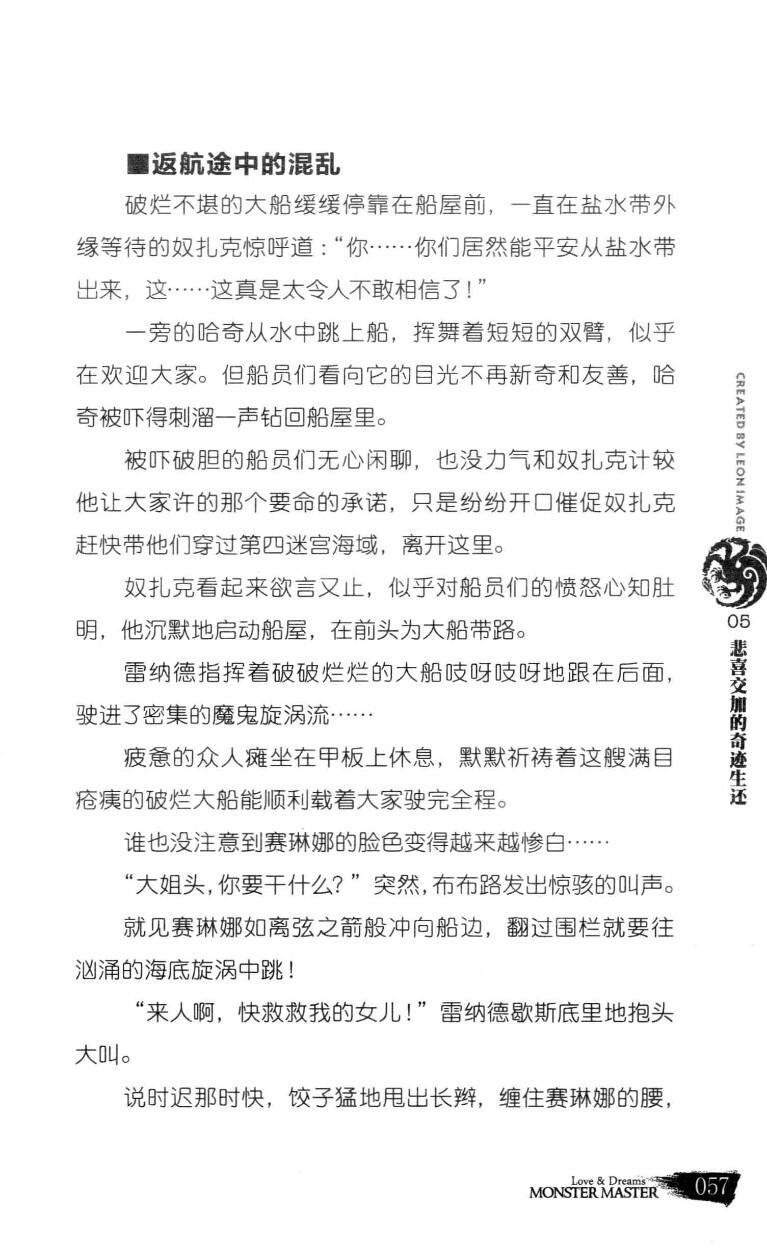 ■返航途中的混乱
破烂不堪的大船缓缓停靠在船屋前，一直在盐水带外
缘等待的奴扎克惊呼道：“你……你们居然能平安从盐水带
出来，这……这真是太令人不敢相信了！”
一旁的哈奇从水中跳上船，挥舞着短短的双臂，似乎
在欢迎大家。但船员们看向它的目光不再新奇和友善，哈
奇被吓得刺溜一声钻回船屋里。
被吓破胆的船员们无心闲聊，也没力气和奴扎克计较
他让大家许的那个要命的承诺，只是纷纷开口催促奴扎克
赶快带他们穿过第四迷宫海域，离开这里。
奴扎克看起来欲言又止，似乎对船员们的愤怒心知肚
明，他沉默地启动船屋，在前头为大船带路。
雷纳德指挥着破破烂烂的大船吱呀吱呀地跟在后面，
驶进了密集的魔鬼旋涡流……
疲惫的众人瘫坐在甲板上休息，默默祈祷着这艘满目
疮痍的破烂大船能顺利载着大家驶完全程。
谁也没注意到赛琳娜的脸色变得越来越惨白……
“大姐头，你要干什么？”突然，布布路发出惊骇的叫声。
就见赛琳娜如离弦之箭般冲向船边，翻过围栏就要往
汹涌的海底旋涡中跳！
“来人啊，快救救我的女儿！”雷纳德歇斯底里地抱头
大叫。
说时迟那时快，饺子猛地甩出长辫，缠住赛琳娜的腰，
CREATED BY LEON IMAGE
05
悲喜交加的奇迹生还
Love & Dreams
MONSTER MASTER
057